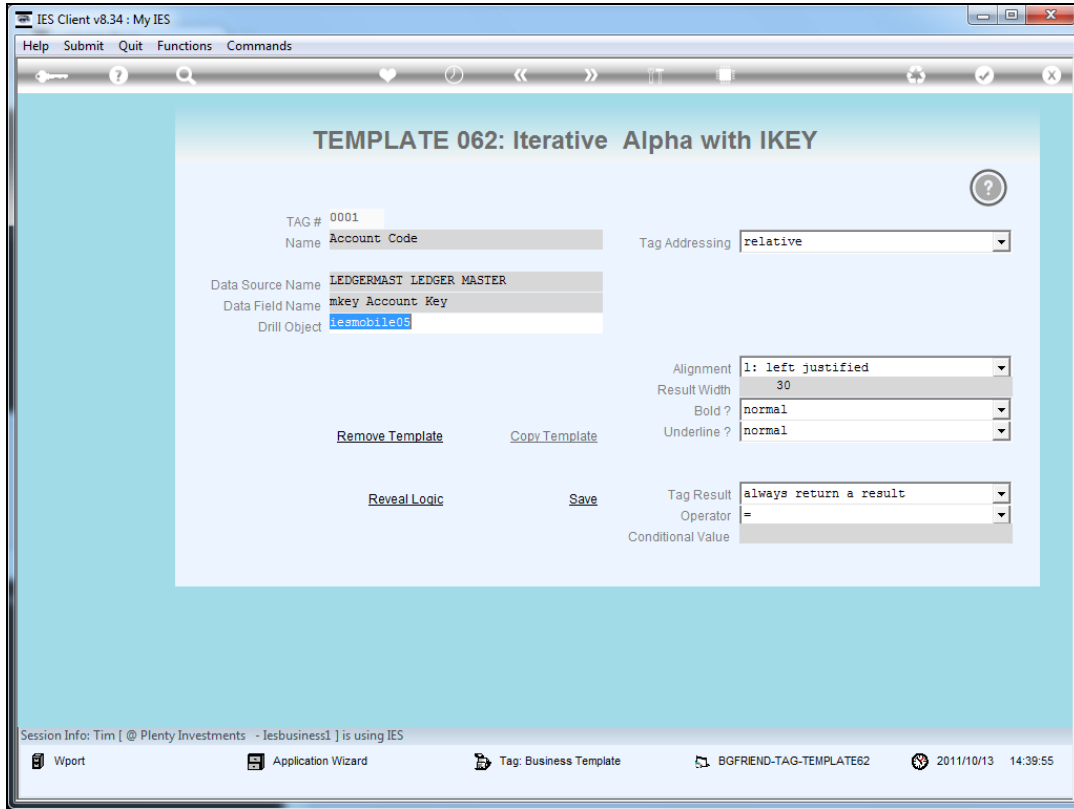 IES Client v8.34 : My IES
Help Submit Quit Functions Commands
TEMPLATE 062: Iterative Alpha with IKEY
TAG # 0001
Name Account Code
Tag Addressing relative
Data Source Name LEDGERMAST LEDGER MASTER
Data Field Name mkey Account Key
Drill Object iesmobile05
Alignment l: left justified
Result Width 30
Bold ? normal
Remove Template Copy Template Underline ? normal
Reveal Logic Save Tag Result always return a result
Operator =
Conditional Value
Session Info: Tim [ @ Plenty Investments - Iesbusiness1 ] is using IES
Wport Application Wizard Tag: Business Template BGFRIEND-TAG-TEMPLATE62 2011/10/13 14:39:55